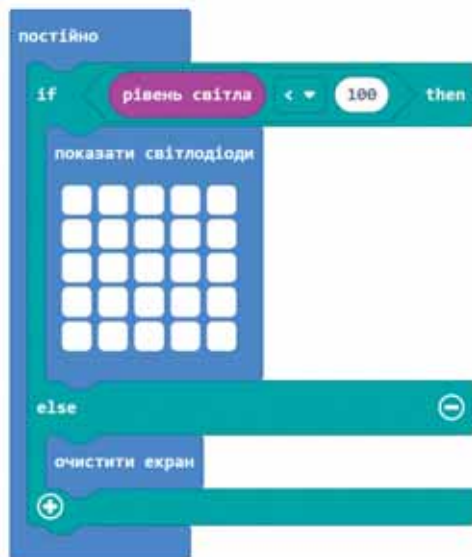 постійно
if рівень світла < 100 then
показати світлодіоди
else
очистити екран